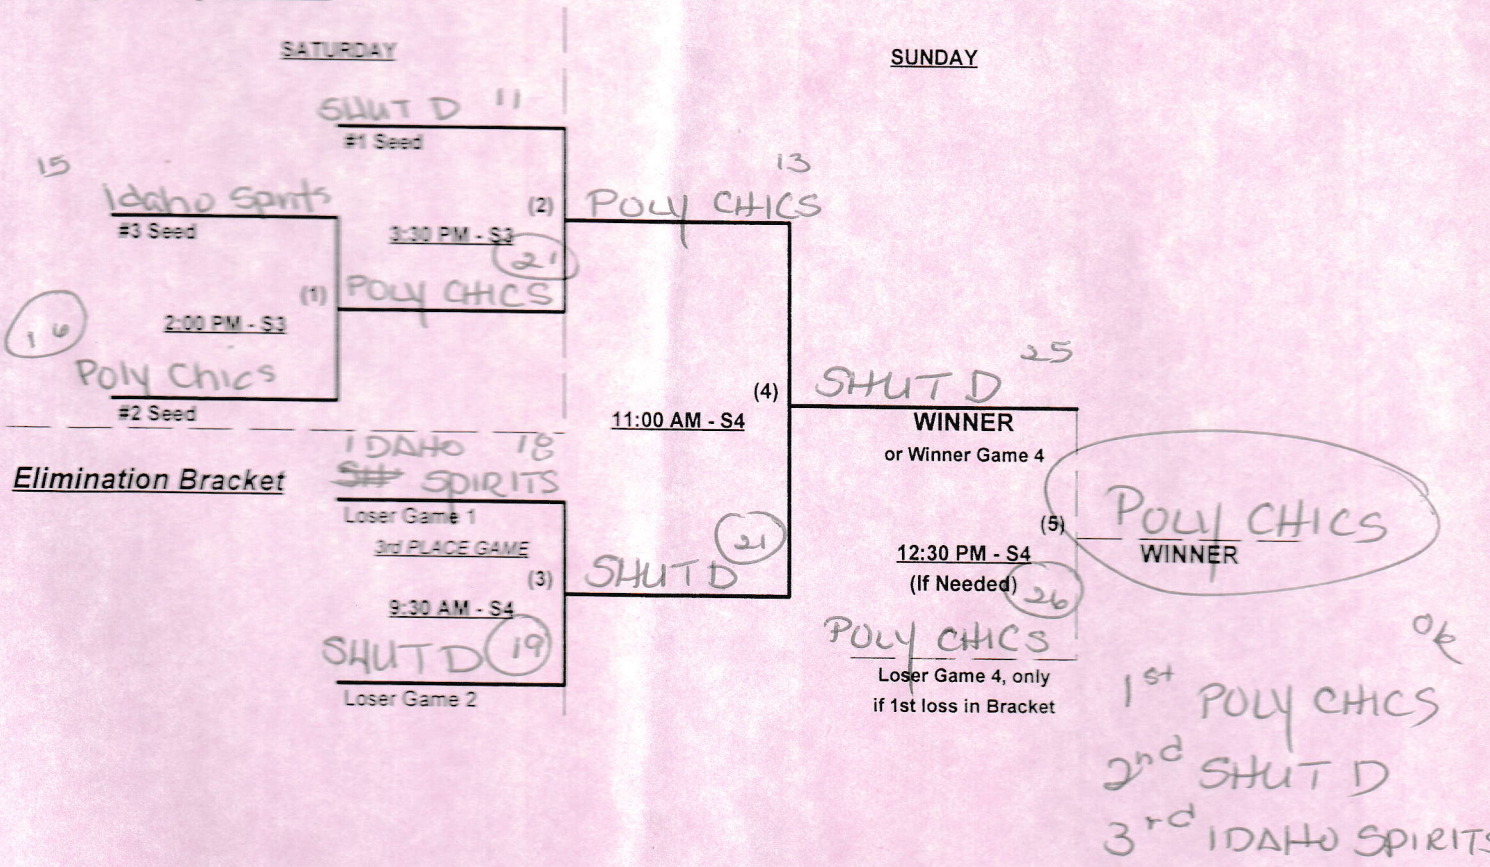 SATURDAY
SUNDAY
SHUT D 11
#1 Seed
15
Idaho Sprits
#3 Seed
(2)
3:30 PM - S3
21
POLY CHICS
13
POLY CHICS
(1)
2:00 PM - S3
16
Poly Chics
#2 Seed
SHUT D
25
(4)
11:00 AM - S4
WINNER
or Winner Game 4
Elimination Bracket
IDAHO 18
SH SPIRITS
Loser Game 1
3rd PLACE GAME
(3)
9:30 AM - S4
SHUT D 19
Loser Game 2
SHUT D
21
(5)
12:30 PM - S4
(If Needed)
26
POLY CHICS
WINNER
POLY CHICS
Loser Game 4, only
if 1st loss in Bracket
Ok
1st POLY CHICS
2nd SHUT D
3rd IDAHO SPIRITS